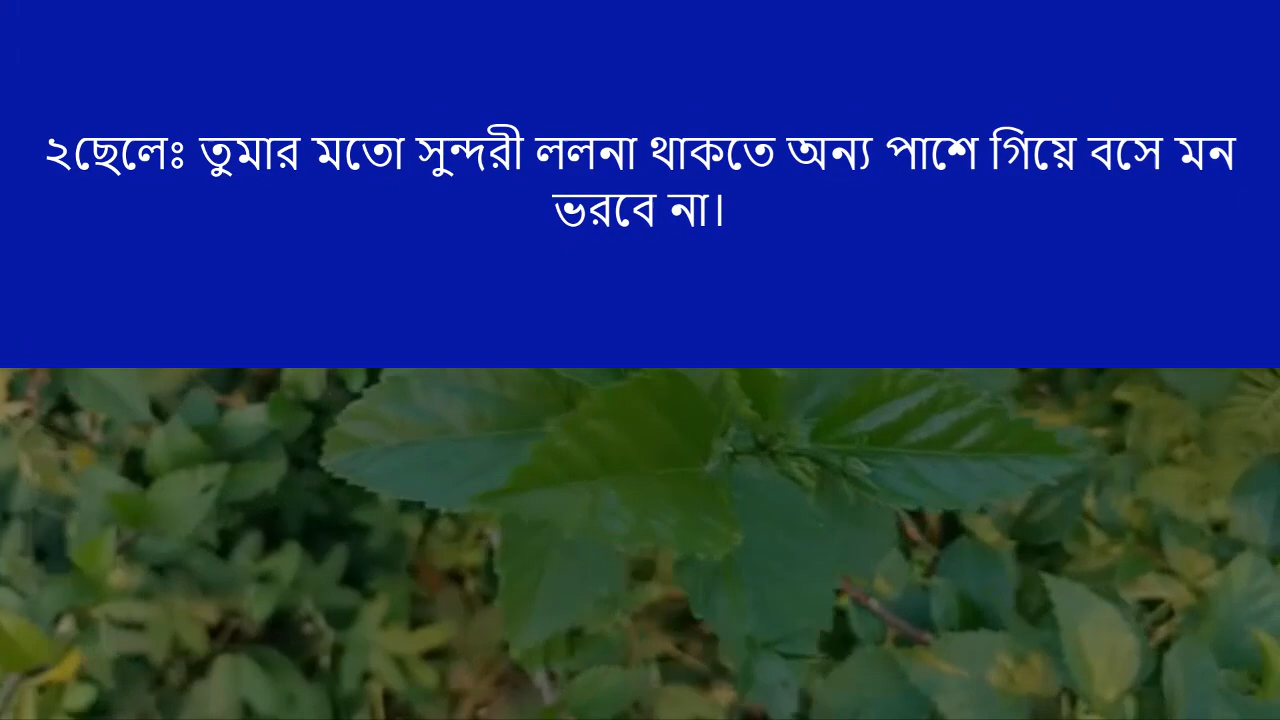 ২ছেলেঃ তুমার মতো সুন্দরী ললনা থাকতে অন্য পাশে গিয়ে বসে মন
ভরবে না।